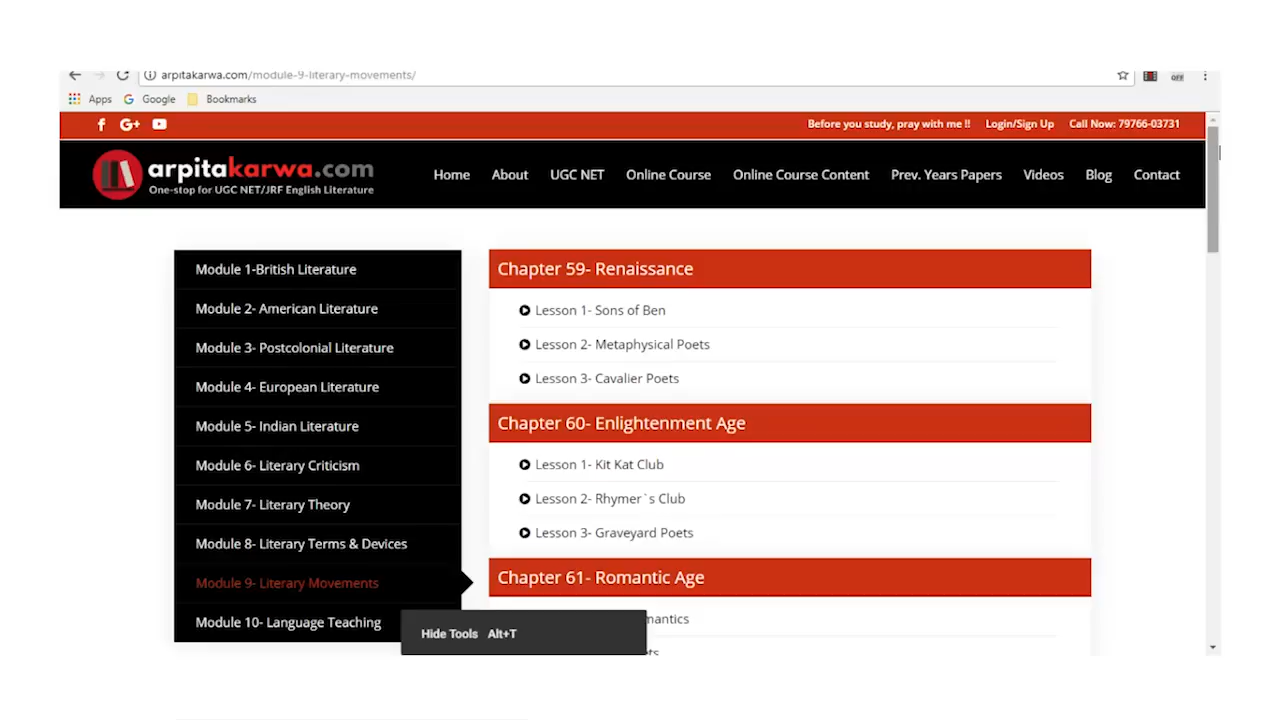 arpitakarwa.com/module-9-literary-movements/
OFF
Apps Google Bookmarks
f G+ Before you study, pray with me !! Login/Sign Up Call Now: 79766-03731
arpitakarwa.com
One-stop for UGC NET/JRF English Literature
Home About UGC NET Online Course Online Course Content Prev. Years Papers Videos Blog Contact
Module 1-British Literature
Module 2- American Literature
Module 3- Postcolonial Literature
Module 4- European Literature
Module 5- Indian Literature
Module 6- Literary Criticism
Module 7- Literary Theory
Module 8- Literary Terms & Devices
Module 9- Literary Movements
Module 10- Language Teaching
Chapter 59- Renaissance
Lesson 1- Sons of Ben
Lesson 2- Metaphysical Poets
Lesson 3- Cavalier Poets
Chapter 60- Enlightenment Age
Lesson 1- Kit Kat Club
Lesson 2- Rhymer`s Club
Lesson 3- Graveyard Poets
Chapter 61- Romantic Age
mantics
Hide Tools Alt+T